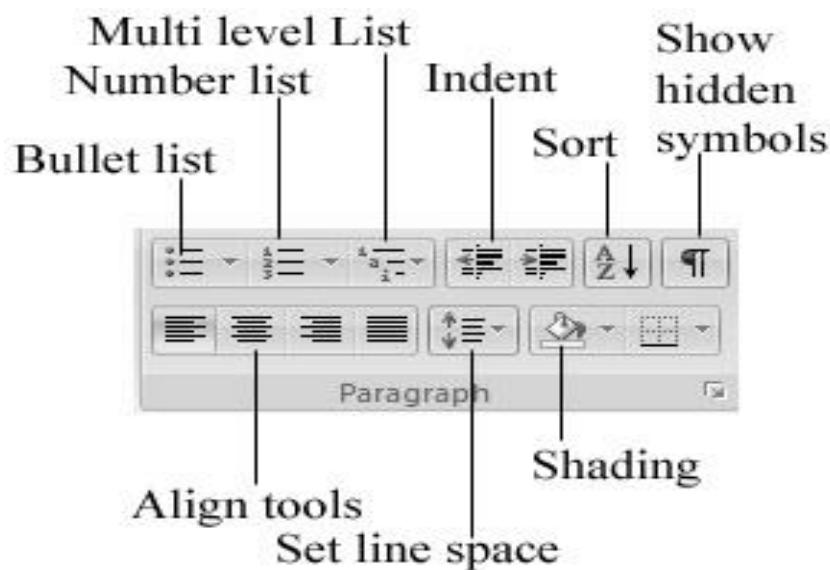 Multi level List
Number list
Bullet list
Indent
Sort
Show
hidden
symbols
A
Z
¶
Paragraph
Align tools
Set line space
Shading